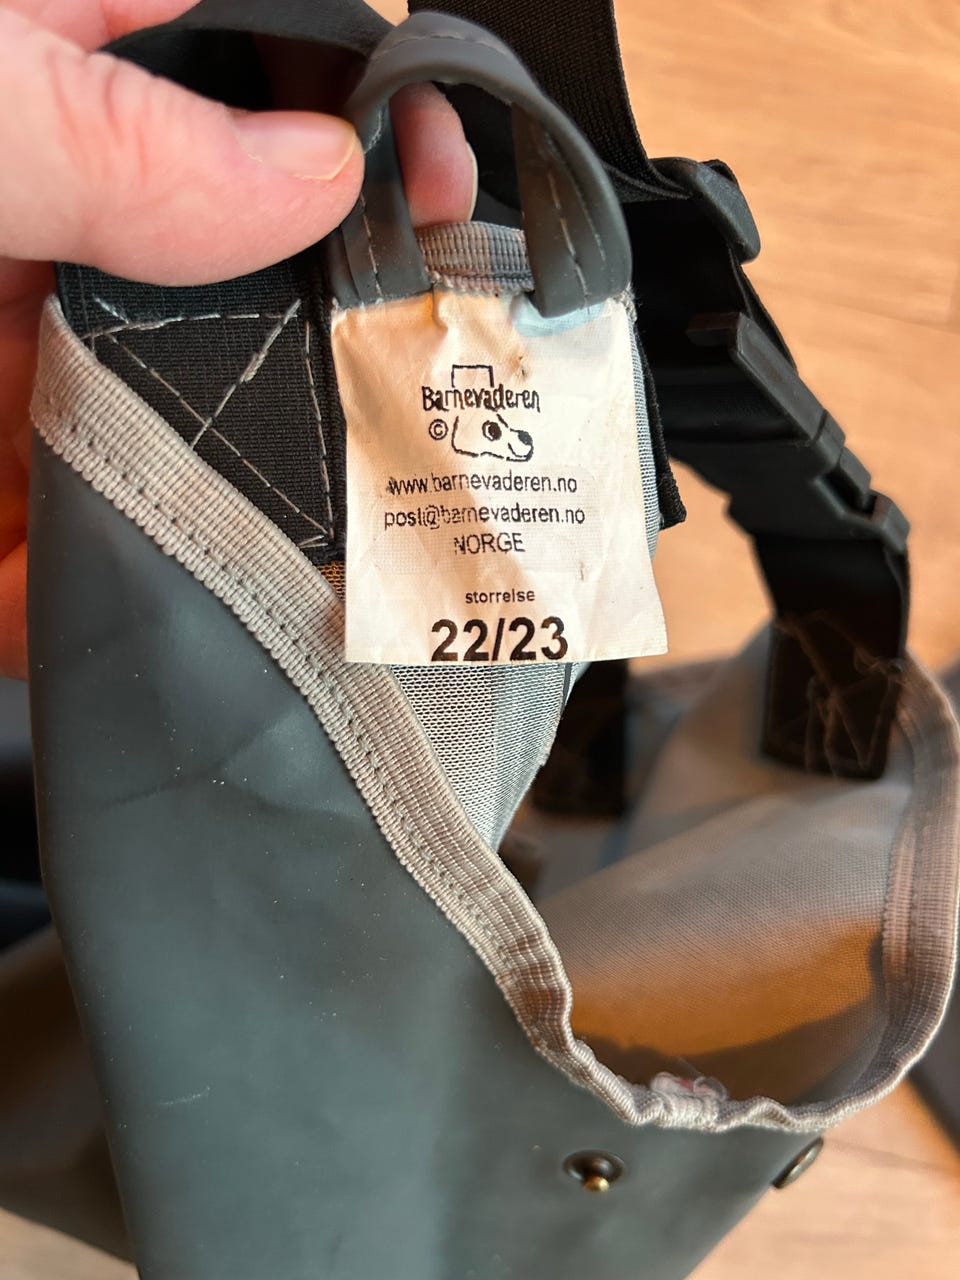 Barnevaderen
©
www.barnevaderen.no
post@barnevaderen.no
NORGE
storrelse
22/23